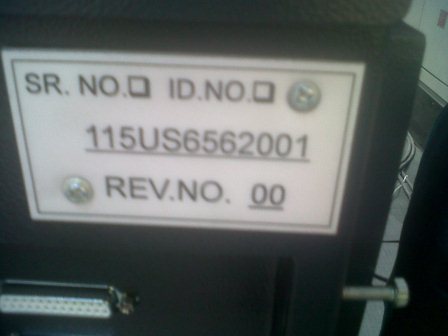 SR. NO.☐ ID.NO.☐
115US6562001
REV.NO. 00